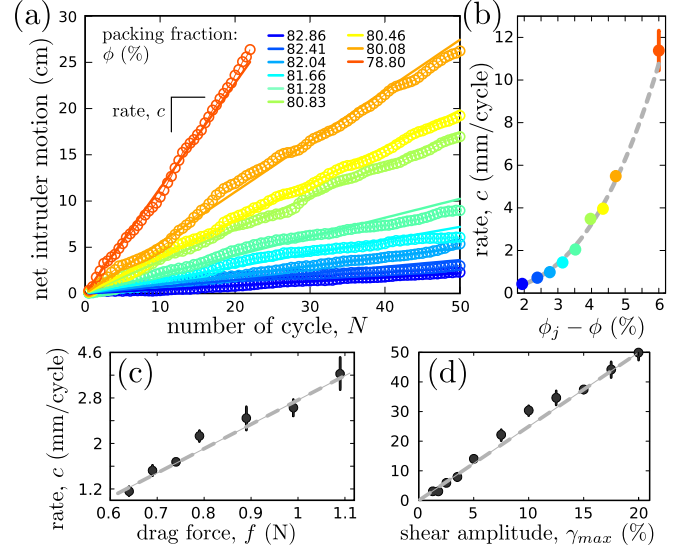 (a)
packing fraction:
ϕ (%)
82.86
82.41
82.04
81.66
81.28
80.83
80.46
80.08
78.80
rate, c
net intruder motion (cm)
30
25
20
15
10
5
0
0 10 20 30 40 50
number of cycle, N
(b)
rate, c (mm/cycle)
12
10
8
6
4
2
0
2 3 4 5 6
ϕj − ϕ (%)
(c)
rate, c (mm/cycle)
4.6
2.8
2
1.2
0.6 0.7 0.8 0.9 1 1.1
drag force, f (N)
(d)
50
40
30
20
10
0
0 5 10 15 20
shear amplitude, γmax (%)